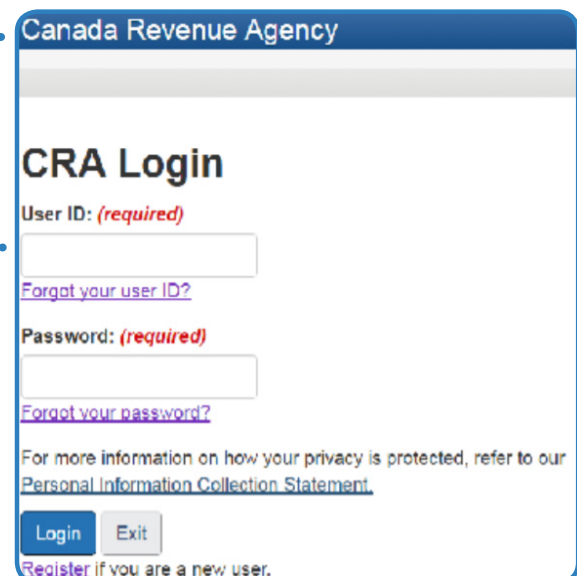 Canada Revenue Agency
CRA Login
User ID: (required)
Forgot your user ID?
Password: (required)
Forgot your password?
For more information on how your privacy is protected, refer to our
Personal Information Collection Statement.
Login Exit
Register if you are a new user.